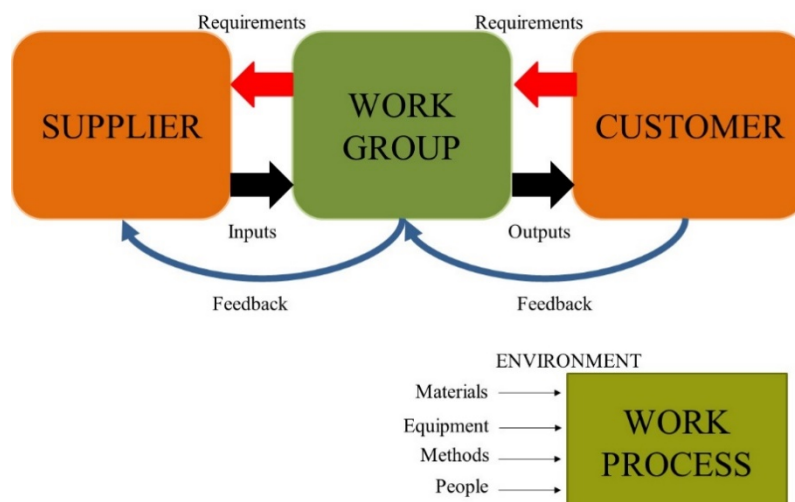 Requirements
Requirements
SUPPLIER
WORK
GROUP
CUSTOMER
Inputs
Outputs
Feedback
Feedback
ENVIRONMENT
Materials
Equipment
Methods
People
WORK
PROCESS